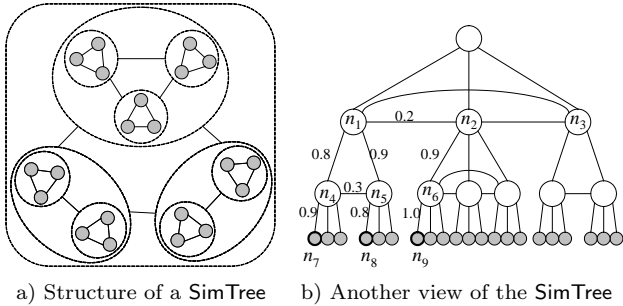 n1
0.2
n2
n3
0.8
0.9
0.9
n4
0.3
n5
n6
0.9
0.8
1.0
n7
n8
n9
a) Structure of a SimTree
b) Another view of the SimTree